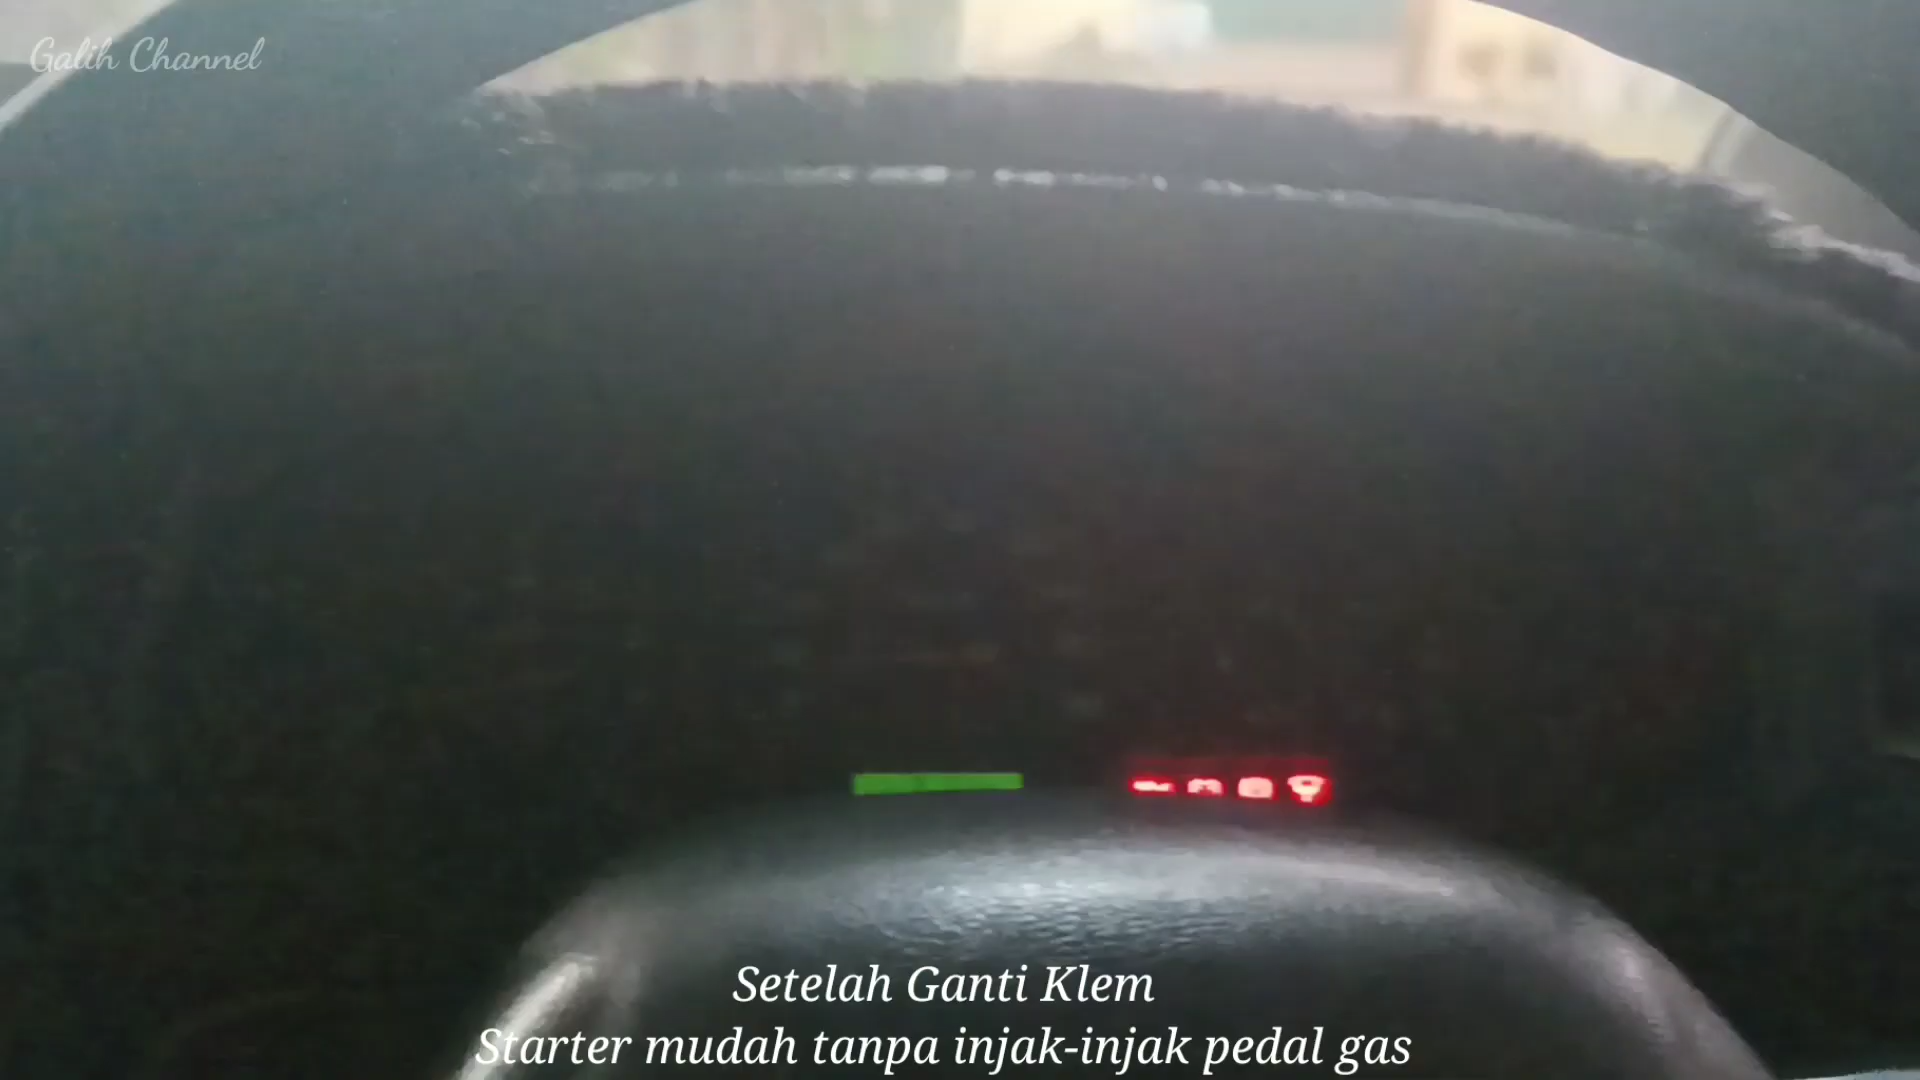 Galih Channel
Setelah Ganti Klem
Starter mudah tanpa injak-injak pedal gas